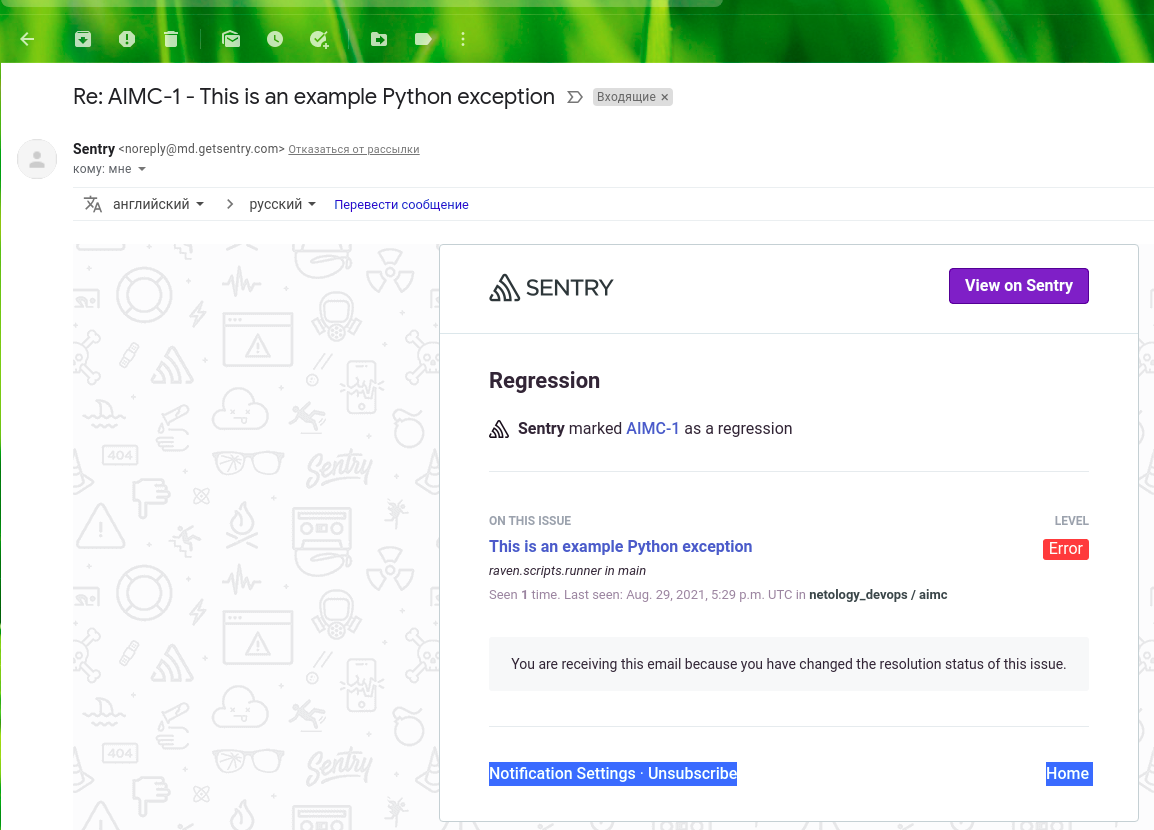 Re: AIMC-1 - This is an example Python exception Входящие ×
Sentry <noreply@md.getsentry.com> Отказаться от рассылки
кому: мне
английский > русский Перевести сообщение
SENTRY View on Sentry
Regression
Sentry marked AIMC-1 as a regression
ON THIS ISSUE LEVEL
This is an example Python exception Error
raven.scripts.runner in main
Seen 1 time. Last seen: Aug. 29, 2021, 5:29 p.m. UTC in netology_devops / aimc
You are receiving this email because you have changed the resolution status of this issue.
Notification Settings · Unsubscribe Home
404
Sentry
404
Sentry